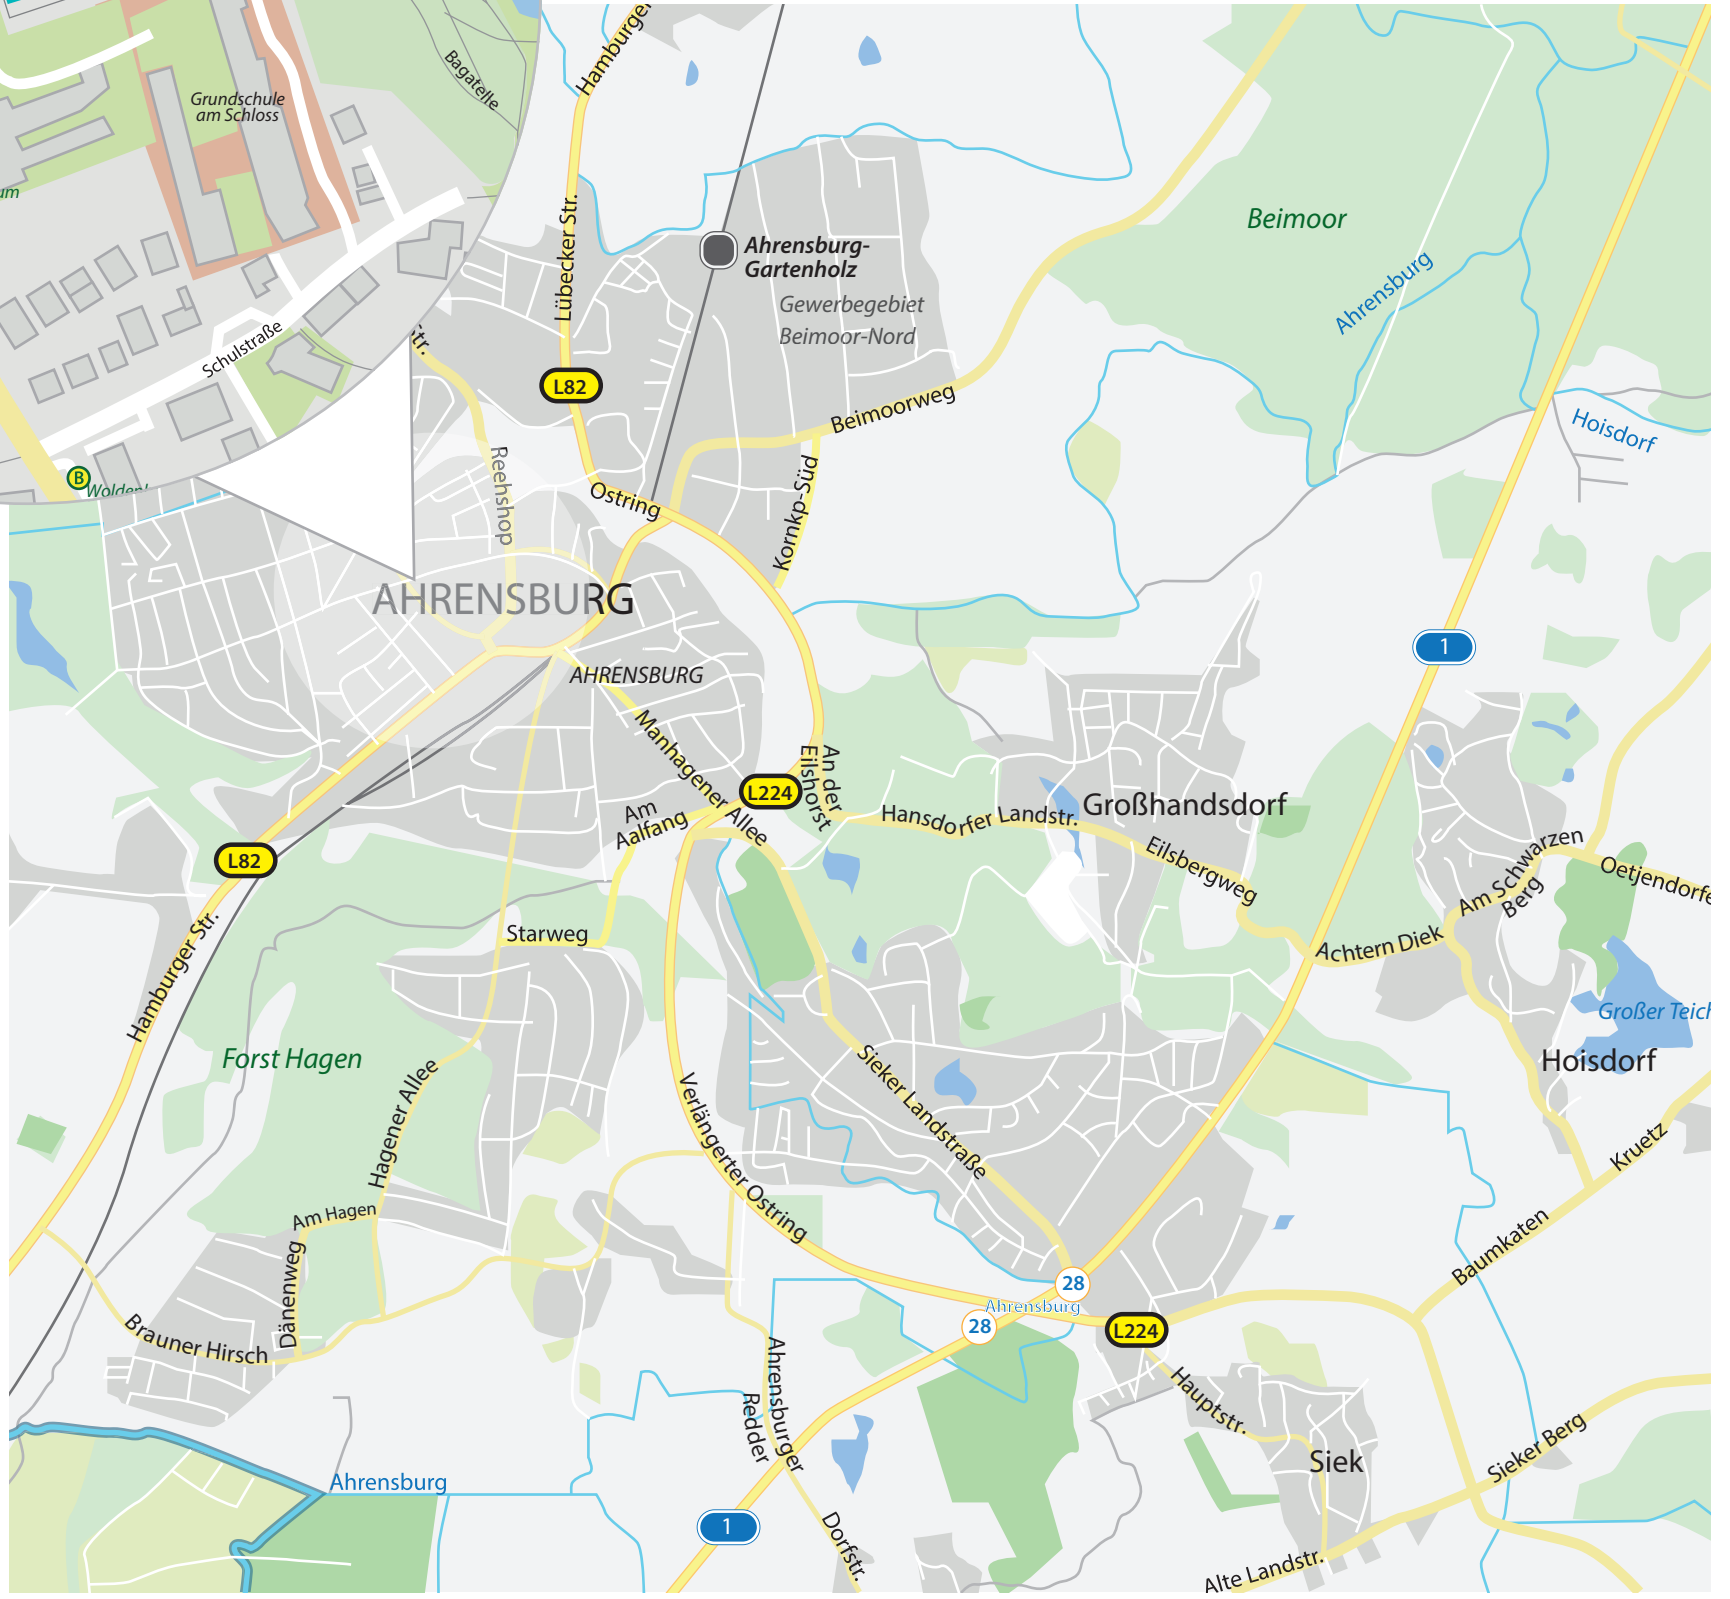 Hamburger
Bagatelle
Grundschule
am Schloss
um
Schulstraße
B
Lübecker Str.
Ahrensburg-
Gartenholz
Gewerbegebiet
Beimoor-Nord
Beimoor
Ahrensburg
Str.
L82
Beimoorweg
Hoisdorf
Reehshop
Ostring
Kornkp-Süd
AHRENSBURG
1
AHRENSBURG
Manhagener Allee
An der
Eilshorst
L224
Am
Aalfang
Hansdorfer Landstr.
Großhandsdorf
Eilsbergweg
L82
Am Schwarzen
Berg
Oetjendorfe
Starweg
Achtern Diek
Hamburger Str.
Großer Teich
Forst Hagen
Hagener Allee
Sieker Landstraße
Hoisdorf
Verlängerter Ostring
Kruetz
Am Hagen
Dänenweg
Baumkaten
28
Ahrensburg
28
L224
Brauner Hirsch
Ahrensburger
Redder
Hauptstr.
Siek
Sieker Berg
Ahrensburg
1
Dorfstr.
Alte Landstr.